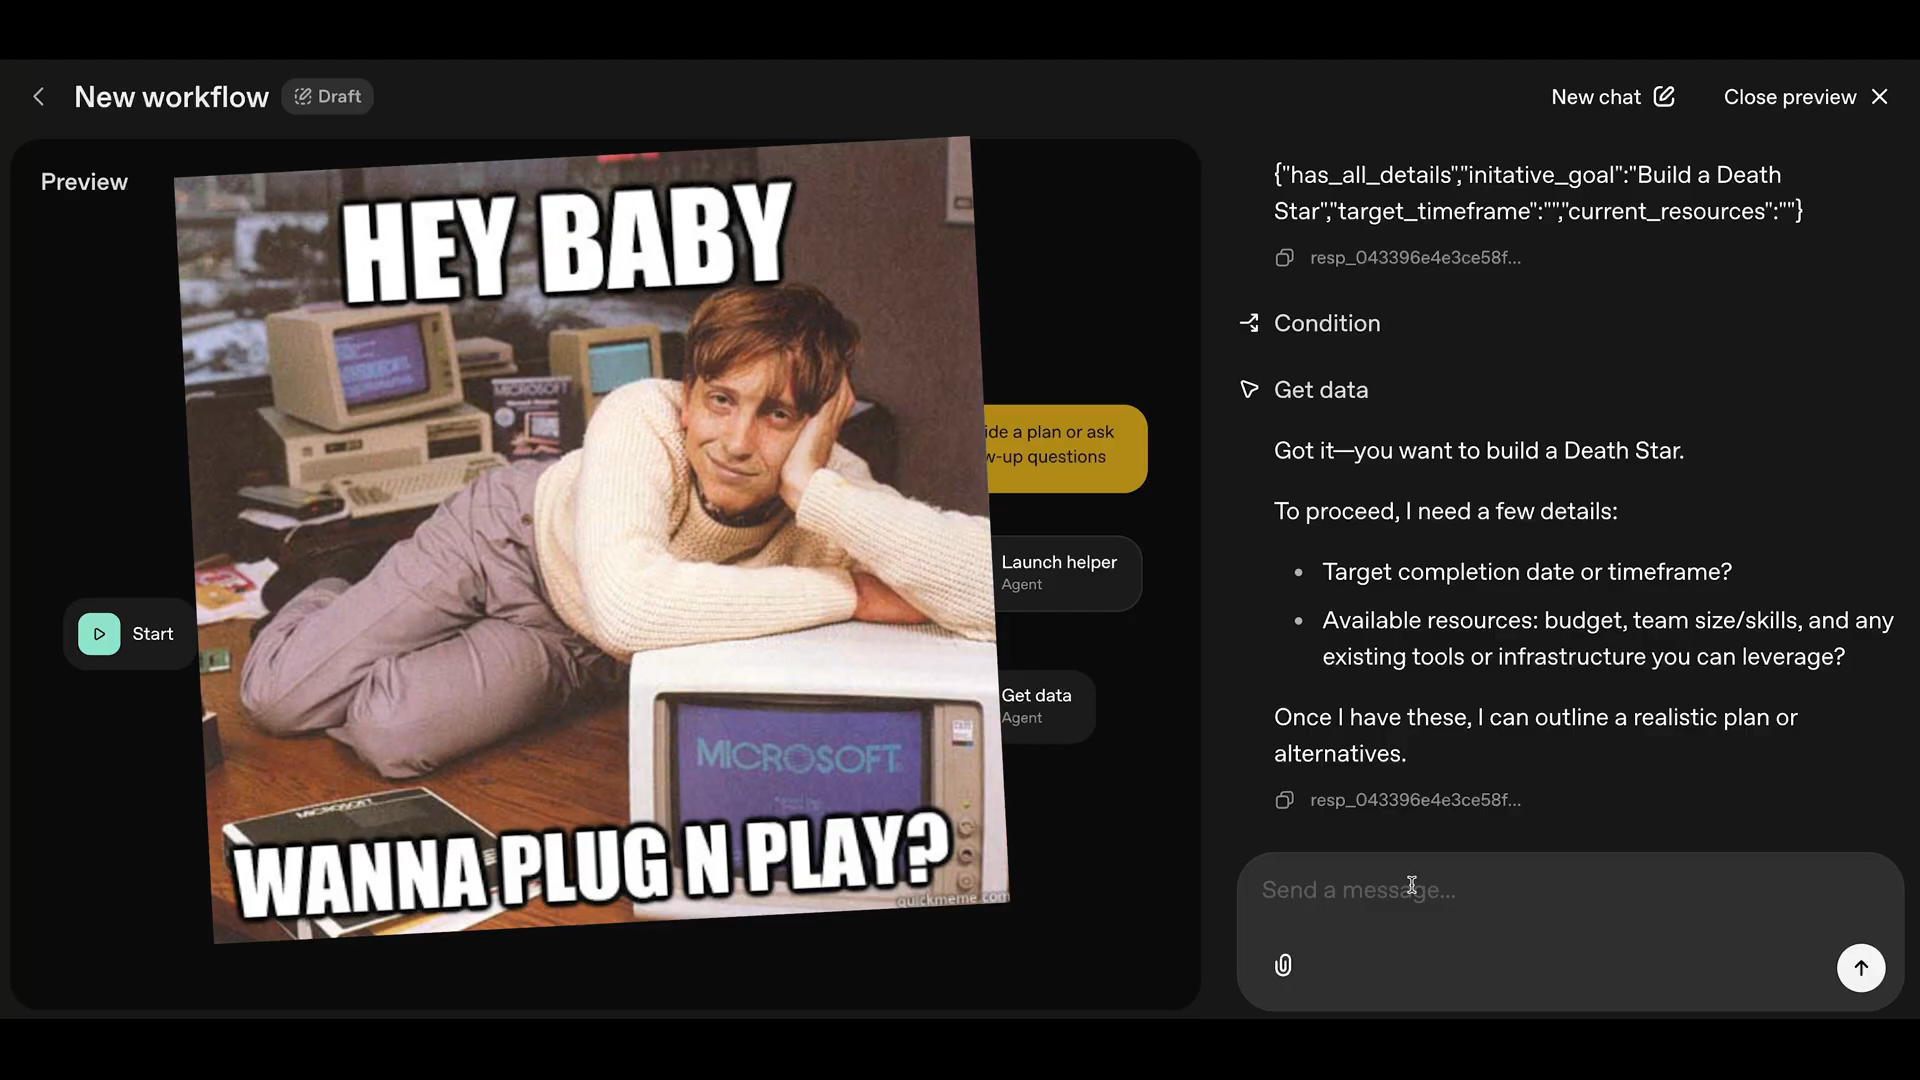 New workflow
Draft
New chat
Close preview
Preview
HEY BABY
MICROSOFT
MICROSOFT
MICROSOFT
WANNA PLUG N PLAY?
quickmeme.com
Start
ide a plan or ask
w-up questions
Launch helper
Agent
Get data
Agent
{"has_all_details","initative_goal":"Build a Death
Star","target_timeframe":"","current_resources":""}
resp_043396e4e3ce58f...
Condition
Get data
Got it—you want to build a Death Star.
To proceed, I need a few details:
• Target completion date or timeframe?
• Available resources: budget, team size/skills, and any
existing tools or infrastructure you can leverage?
Once I have these, I can outline a realistic plan or
alternatives.
resp_043396e4e3ce58f...
Send a message...